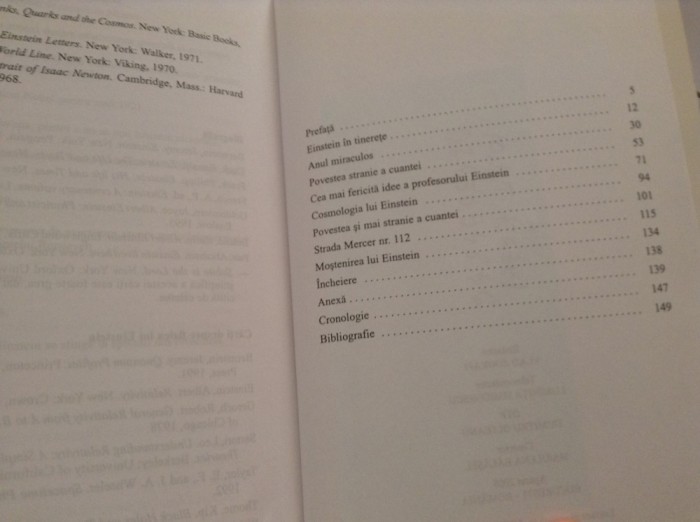 nks, Quarks and the Cosmos. New York: Basic Books,
Einstein Letters. New York: Walker, 1971.
World Line. New York: Viking, 1970.
trait of Isaac Newton. Cambridge, Mass.: Harvard
968.
Prefață 5
Einstein în tinerețe 12
Anul miraculos 30
Povestea stranie a cuantei 53
Cea mai fericită idee a profesorului Einstein 71
Cosmologia lui Einstein 94
Povestea și mai stranie a cuantei 101
Strada Mercer nr. 112 115
Moștenirea lui Einstein 134
Încheiere 138
Anexă 139
Cronologie 147
Bibliografie 149